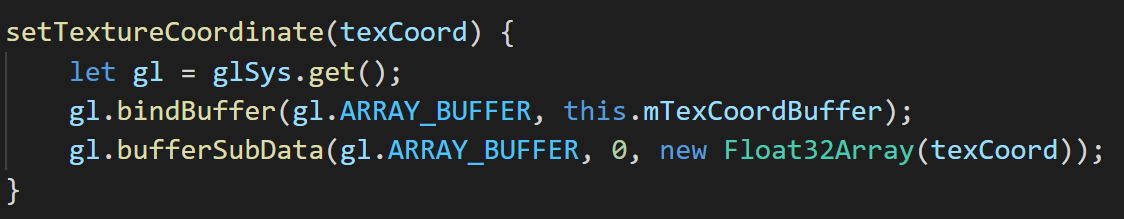 setTextureCoordinate(texCoord) {
    let gl = glSys.get();
    gl.bindBuffer(gl.ARRAY_BUFFER, this.mTexCoordBuffer);
    gl.bufferSubData(gl.ARRAY_BUFFER, 0, new Float32Array(texCoord));
}